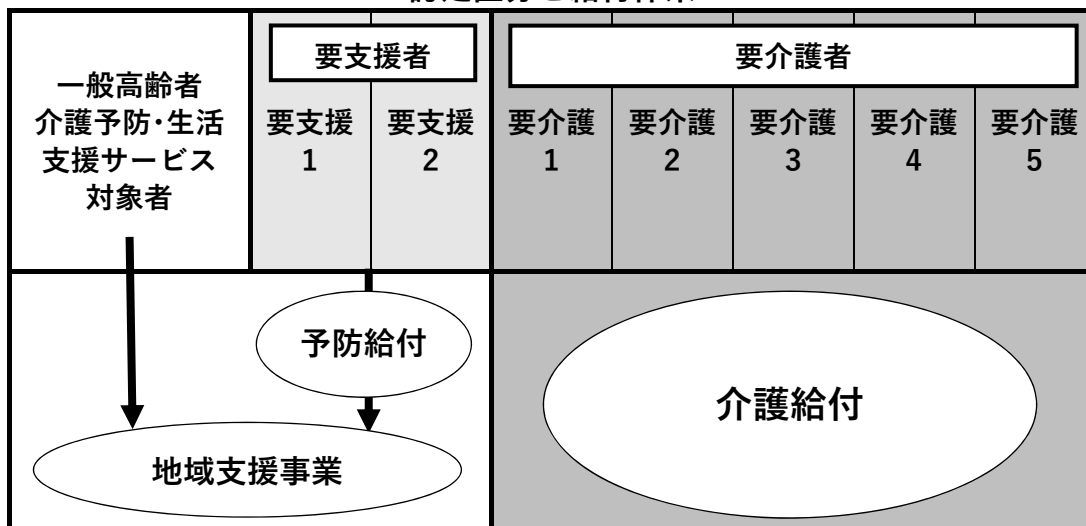 一般高齢者
介護予防・生活
支援サービス
対象者
要支援者
要支援
1
要支援
2
要介護者
要介護
1
要介護
2
要介護
3
要介護
4
要介護
5
予防給付
地域支援事業
介護給付